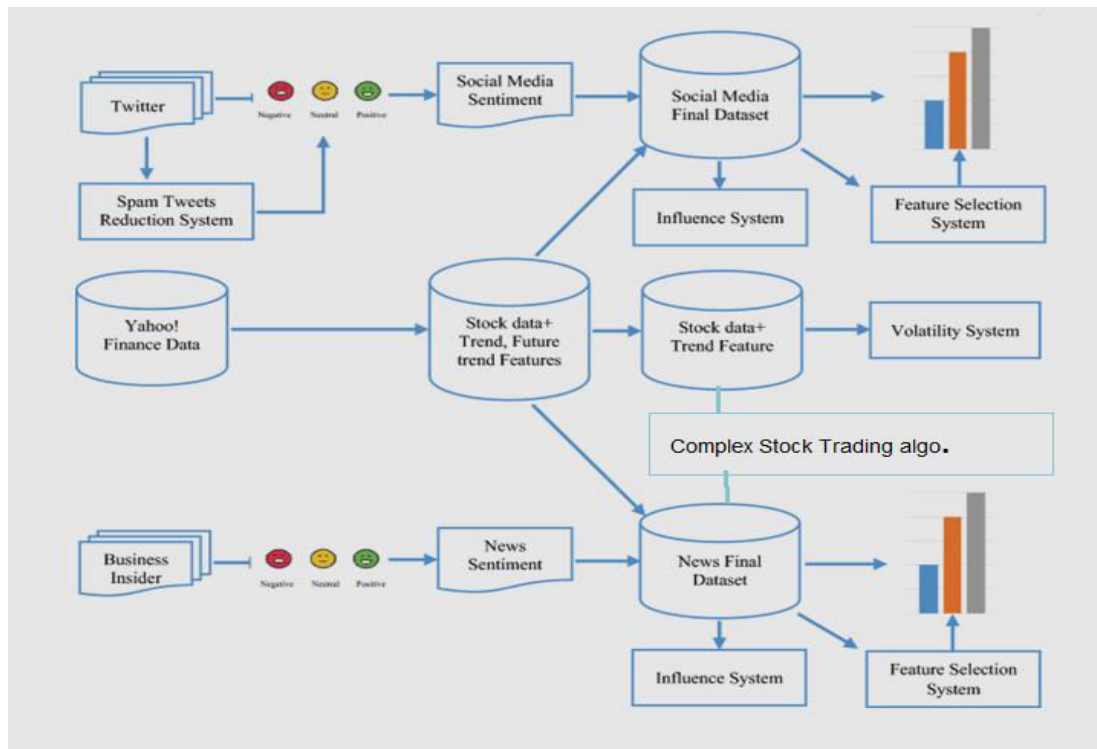 Twitter
Negative Neutral Positive
Social Media
Sentiment
Social Media
Final Dataset
Spam Tweets
Reduction System
Influence System
Feature Selection
System
Yahoo!
Finance Data
Stock data+
Trend, Future
trend Features
Stock data+
Trend Feature
Volatility System
Complex Stock Trading algo.
Business
Insider
Negative Neutral Positive
News
Sentiment
News Final
Dataset
Influence System
Feature Selection
System